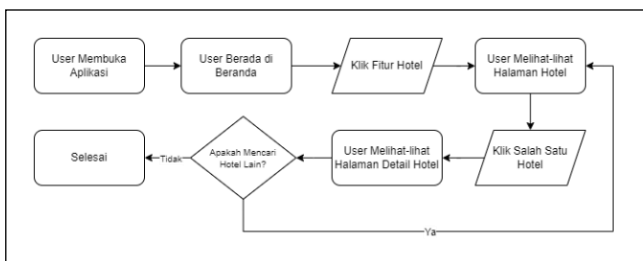 User Membuka
Aplikasi
User Berada di
Beranda
Klik Fitur Hotel
User Melihat-lihat
Halaman Hotel
Klik Salah Satu
Hotel
User Melihat-lihat
Halaman Detail Hotel
Apakah Mencari
Hotel Lain?
Tidak
Selesai
Ya